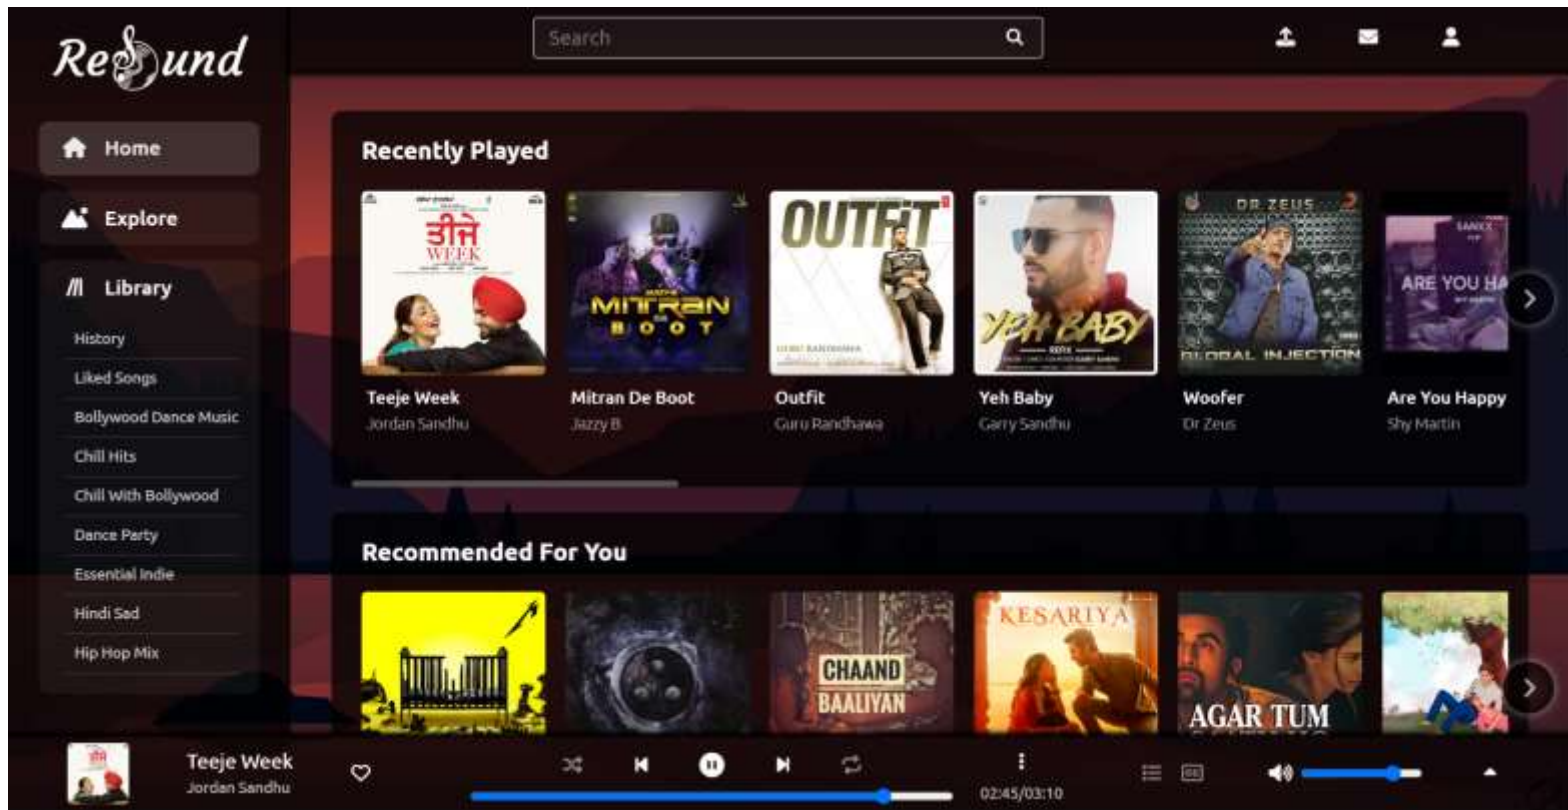 ReSound
Search
Home
Explore
Library
History
Liked Songs
Bollywood Dance Music
Chill Hits
Chill With Bollywood
Dance Party
Essential Indie
Hindi Sad
Hip Hop Mix
Recently Played
ਤੀਜੇ
WEEK
MITRAN
BOOT
OUTFIT
GURU RANDHAWA
YEH BABY
REFIX
DR. ZEUS
GLOBAL INJECTION
ARE YOU HA
Teeje Week
Jordan Sandhu
Mitran De Boot
Jazzy B
Outfit
Guru Randhawa
Yeh Baby
Garry Sandhu
Woofer
Dr Zeus
Are You Happy
Shy Martin
Recommended For You
CHAAND
BAALIYAN
KESARIYA
AGAR TUM
Teeje Week
Jordan Sandhu
02:45/03:10